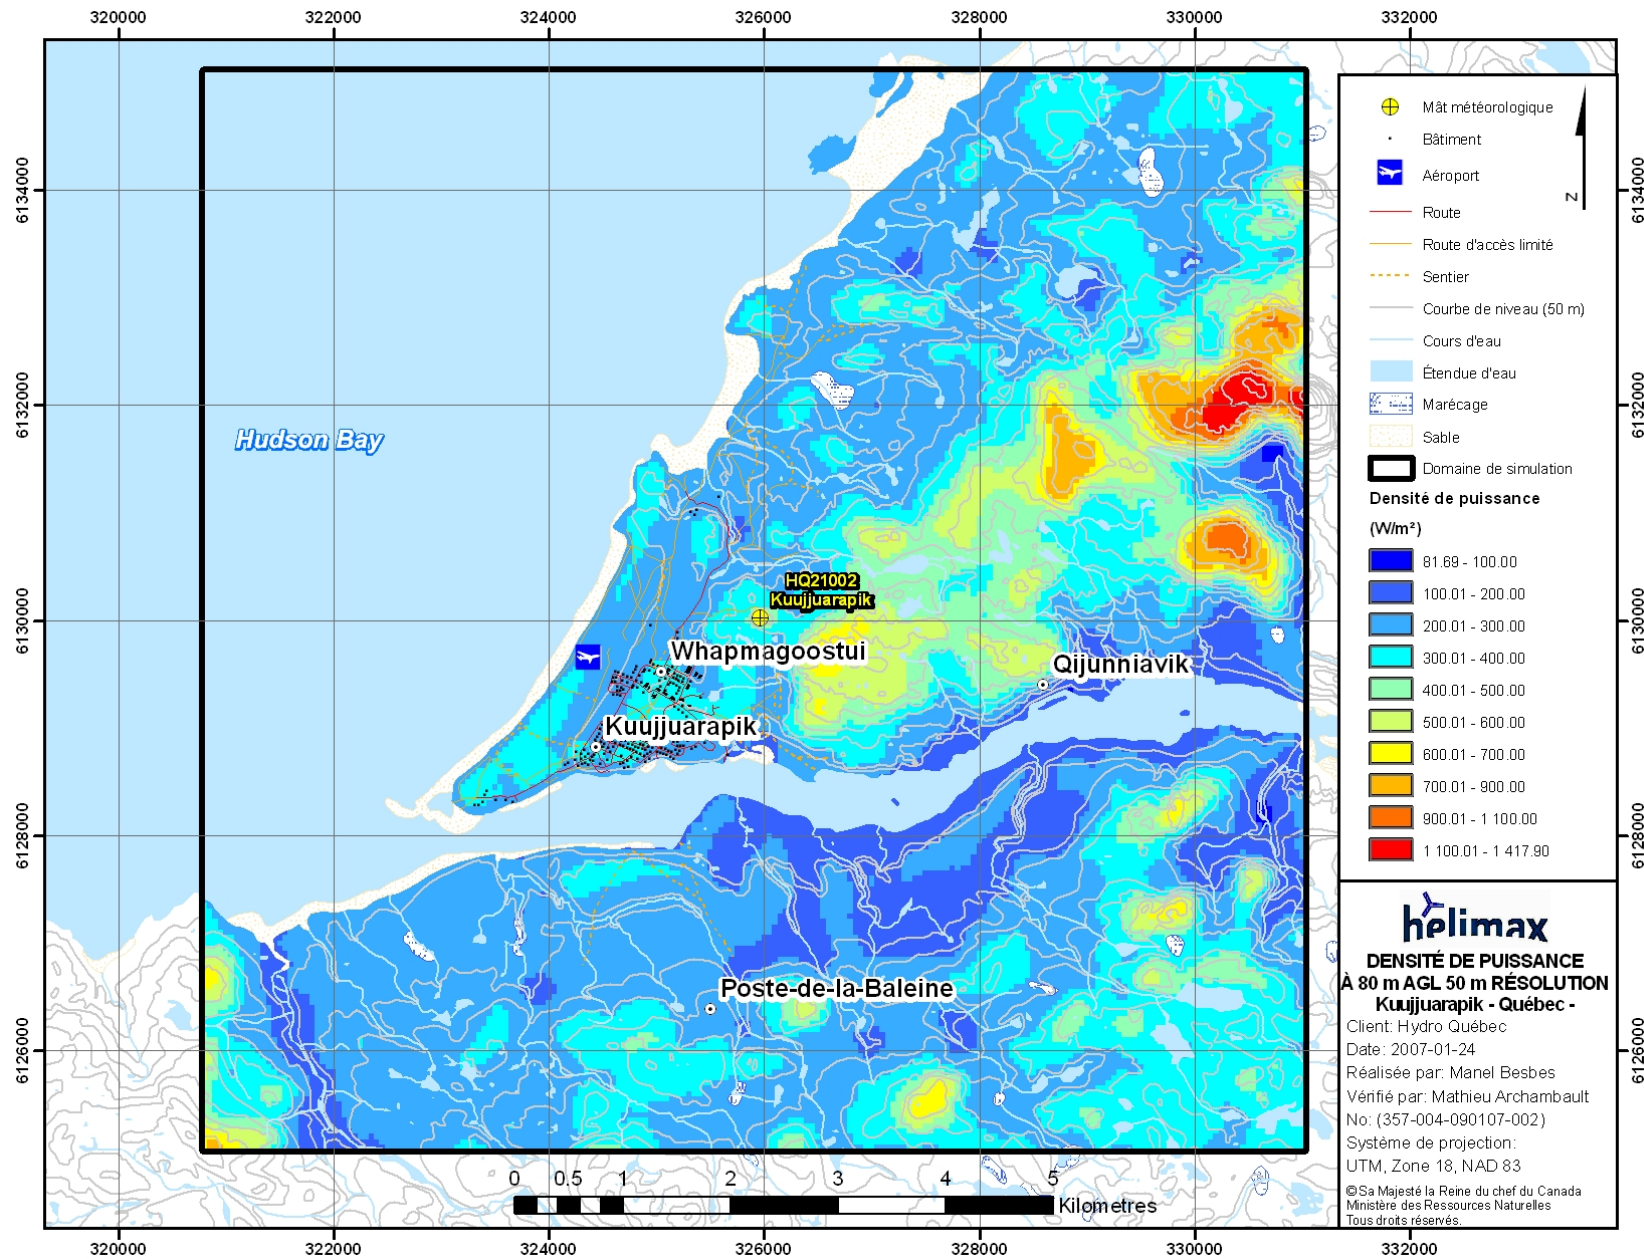 320000 322000 324000 326000 328000 330000 332000
6134000
6132000
6130000
6128000
6126000
Hudson Bay
HQ21002
Kuujjuarapik
Whapmagoostui
Qijunniavik
Kuujjuarapik
Poste-de-la-Baleine
0 0.5 1 2 3 4 5
Kilometres
6134000
6132000
6130000
6128000
6126000
320000 322000 324000 326000 328000 330000 332000
N
Mât météorologique
Bâtiment
Aéroport
Route
Route d'accès limité
Sentier
Courbe de niveau (50 m)
Cours d'eau
Étendue d'eau
Marécage
Sable
Domaine de simulation
Densité de puissance
(W/m²)
81.69 - 100.00
100.01 - 200.00
200.01 - 300.00
300.01 - 400.00
400.01 - 500.00
500.01 - 600.00
600.01 - 700.00
700.01 - 900.00
900.01 - 1 100.00
1 100.01 - 1 417.90
hélimax
DENSITÉ DE PUISSANCE
À 80 m AGL 50 m RÉSOLUTION
Kuujjuarapik - Québec -
Client: Hydro Québec
Date: 2007-01-24
Réalisée par: Manel Besbes
Vérifié par: Mathieu Archambault
No: (357-004-090107-002)
Système de projection:
UTM, Zone 18, NAD 83
©Sa Majesté la Reine du chef du Canada
Ministère des Ressources Naturelles
Tous droits réservés.